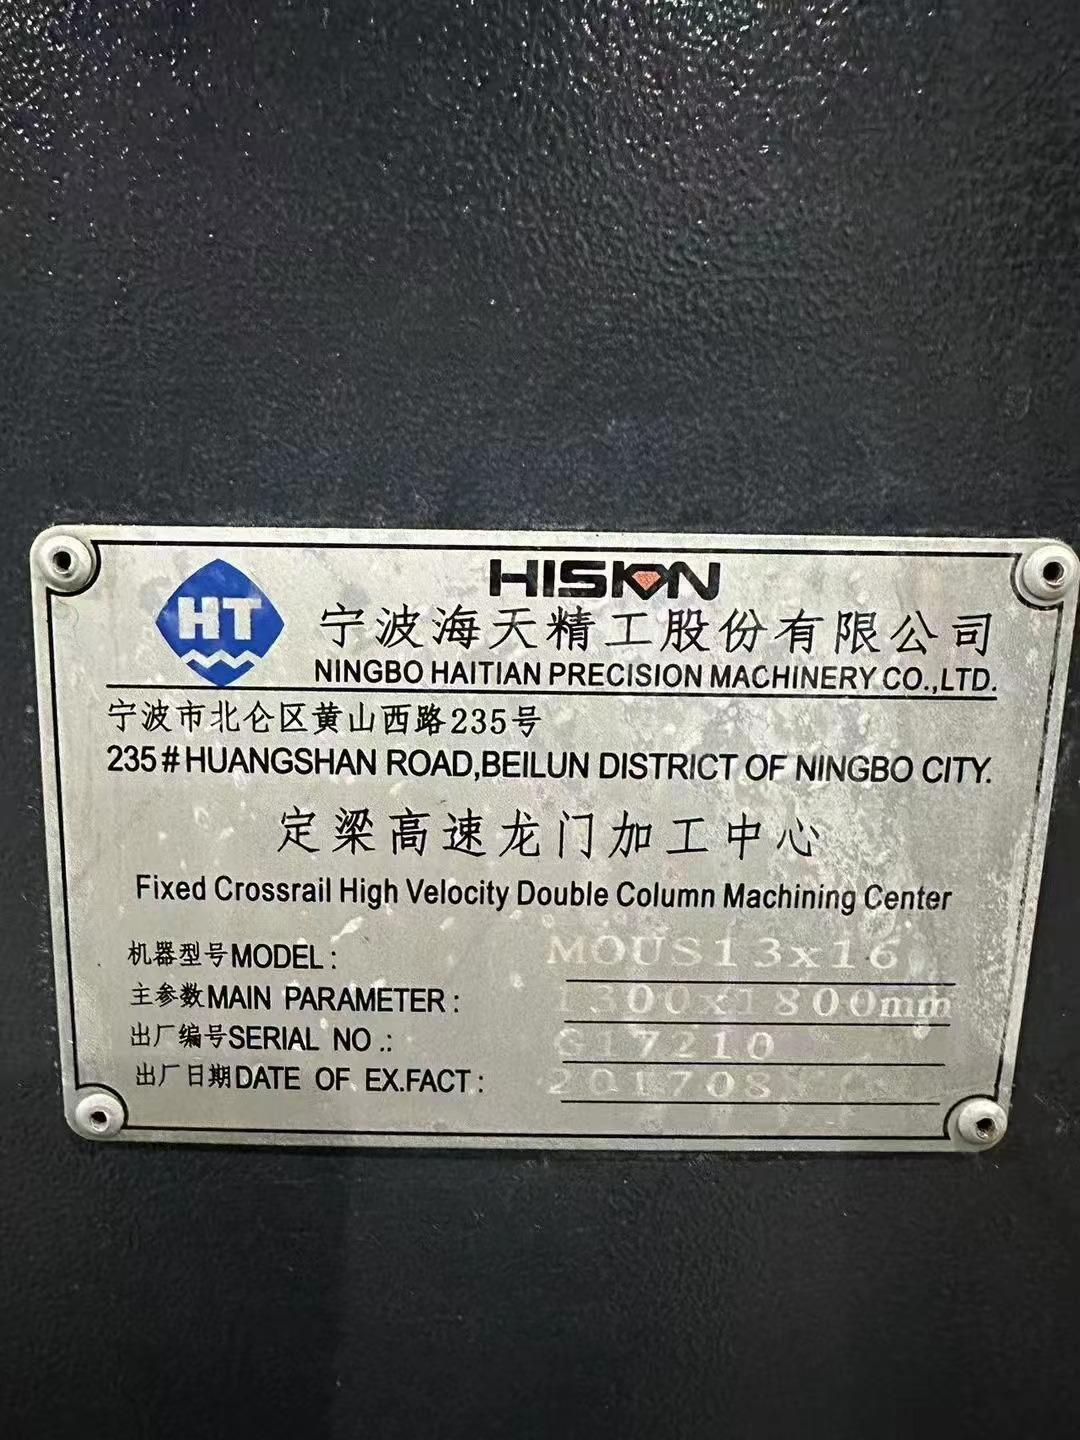 HISION
HT
宁波海天精工股份有限公司
NINGBO HAITIAN PRECISION MACHINERY CO.,LTD.
宁波市北仑区黄山西路235号
235#HUANGSHAN ROAD,BEILUN DISTRICT OF NINGBO CITY.
定梁高速龙门加工中心
Fixed Crossrail High Velocity Double Column Machining Center
机器型号MODEL: MOUS13x16
主参数MAIN PARAMETER: 1300x1800mm
出厂编号SERIAL NO.: G17210
出厂日期DATE OF EX.FACT: 201708